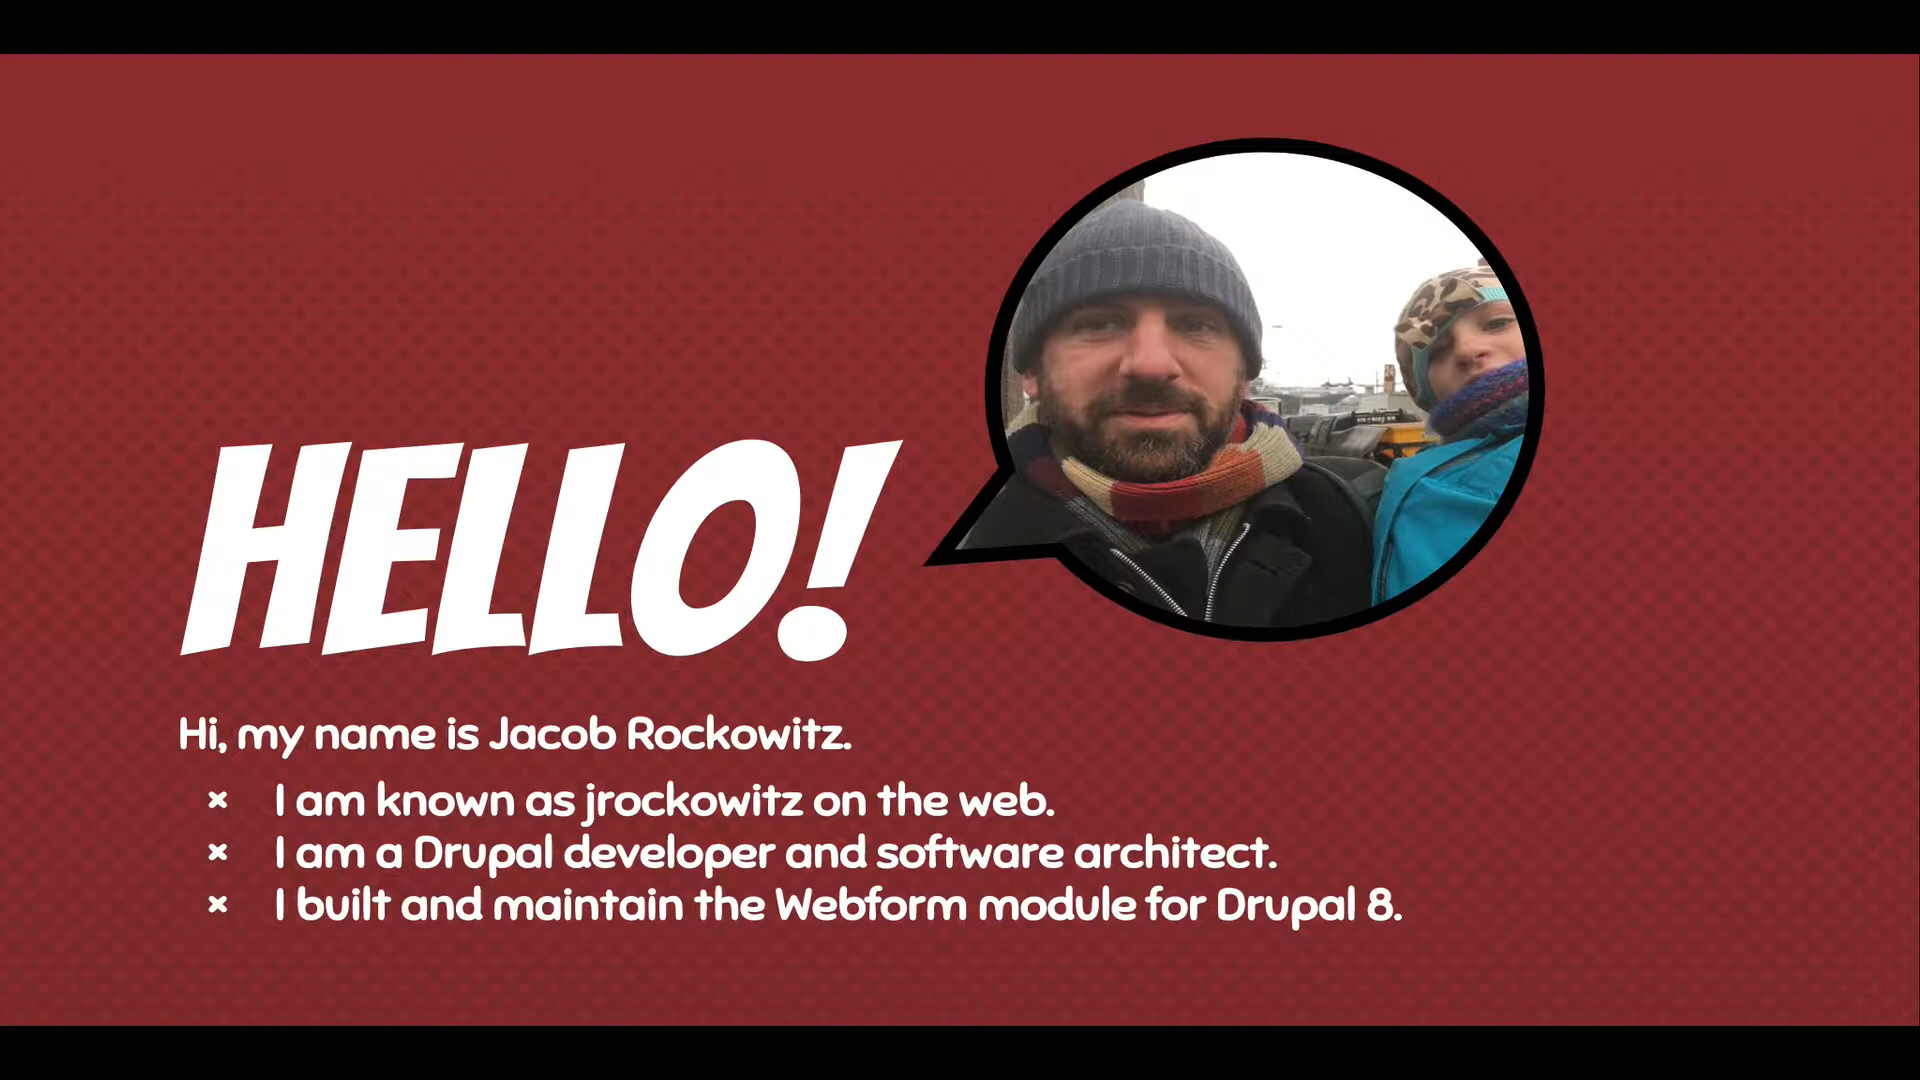 HELLO!
Hi, my name is Jacob Rockowitz.
× I am known as jrockowitz on the web.
× I am a Drupal developer and software architect.
× I built and maintain the Webform module for Drupal 8.